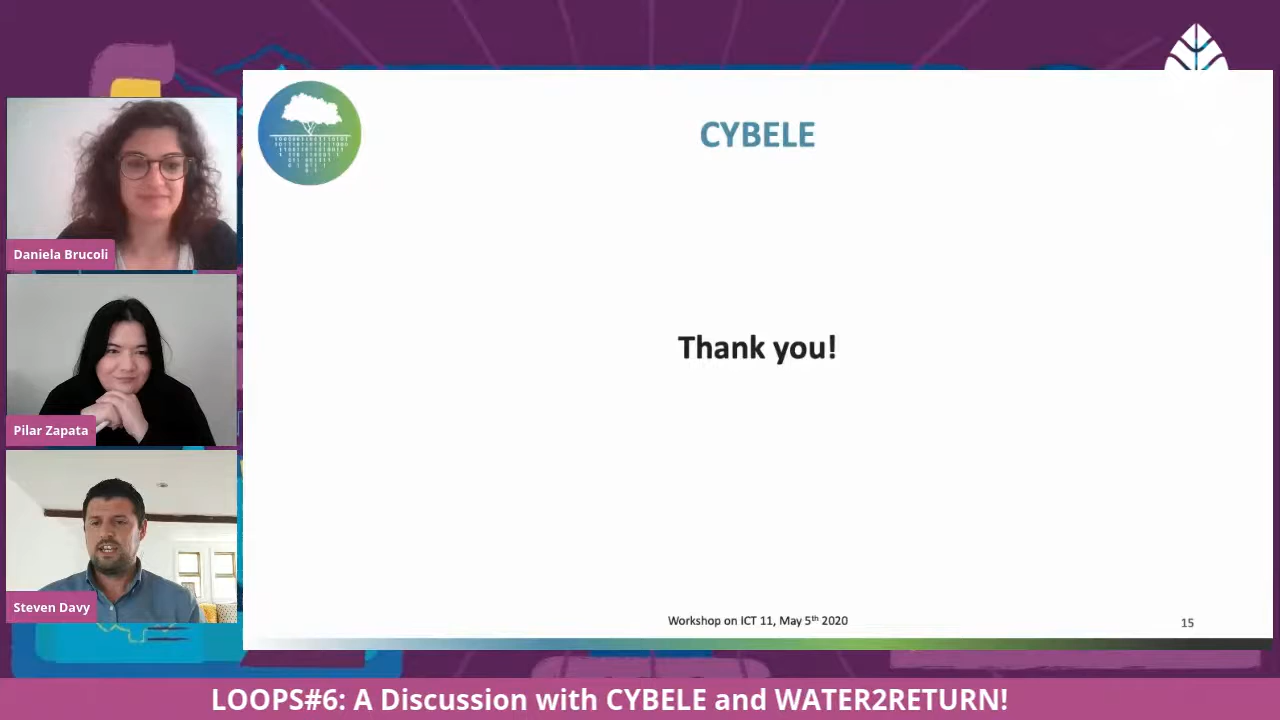 CYBELE
Daniela Brucoli
Thank you!
Pilar Zapata
Steven Davy
Workshop on ICT 11, May 5th 2020
15
LOOPS#6: A Discussion with CYBELE and WATER2RETURN!